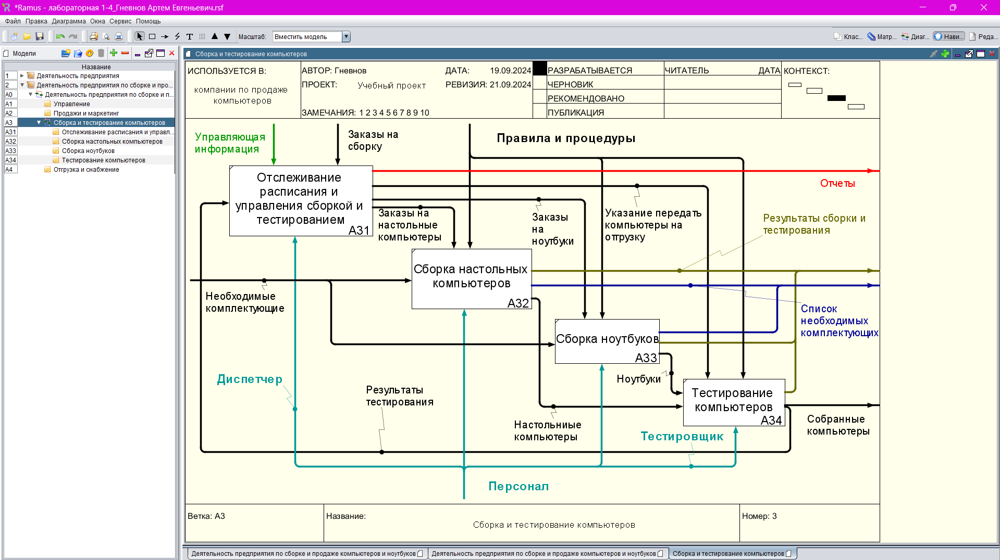 *Ramus - лабораторная 1-4_Гневнов Артем Евгеньевич.rsf
Файл Правка Диаграмма Окна Сервис Помощь
Масштаб: Вместить модель
Клас... Матр... Диаг... Нави... Реда...
Модели
Название
1 Деятельность предприятия
2 Деятельность предприятия по сборке и про...
A0 Деятельность предприятия по сборке и п...
A1 Управление
A2 Продажи и маркетинг
A3 Сборка и тестирование компьютеров
A31 Отслеживание расписания и управл...
A32 Сборка настольных компьютеров
A33 Сборка ноутбуков
A34 Тестирование компьютеров
A4 Отгрузка и снабжение
Сборка и тестирование компьютеров
ИСПОЛЬЗУЕТСЯ В:
компании по продаже
компьютеров
АВТОР: Гневнов
ДАТА: 19.09.2024
ПРОЕКТ: Учебный проект
РЕВИЗИЯ: 21.09.2024
ЗАМЕЧАНИЯ: 1 2 3 4 5 6 7 8 9 10
РАЗРАБАТЫВАЕТСЯ
ЧЕРНОВИК
РЕКОМЕНДОВАНО
ПУБЛИКАЦИЯ
ЧИТАТЕЛЬ ДАТА
КОНТЕКСТ:
Управляющая
информация
Заказы на
сборку
Правила и процедуры
Отслеживание
расписания и
управления сборкой и
тестированием
A31
Отчеты
Заказы на
настольные
компьютеры
Заказы
на
ноутбуки
Указание передать
компьютеры на
отгрузку
Результаты сборки и
тестирования
Сборка настольных
компьютеров
A32
Необходимые
комплектующие
Список
необходимых
комплектующих
Сборка ноутбуков
A33
Диспетчер
Результаты
тестирования
Ноутбуки
Тестирование
компьютеров
A34
Настольниые
компьютеры
Тестировщик
Собранные
компьютеры
Персонал
Ветка: A3
Название:
Сборка и тестирование компьютеров
Номер: 3
Деятельность предприятия по сборке и продаже компьютеров и ноутбуков
Деятельность предприятия по сборке и продаже компьютеров и ноутбуков
Сборка и тестирование компьютеров